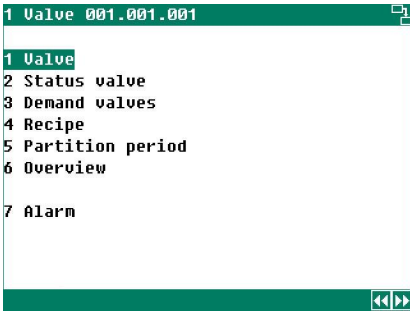 1 Valve 001.001.001
1 Valve
2 Status valve
3 Demand valves
4 Recipe
5 Partition period
6 Overview
7 Alarm